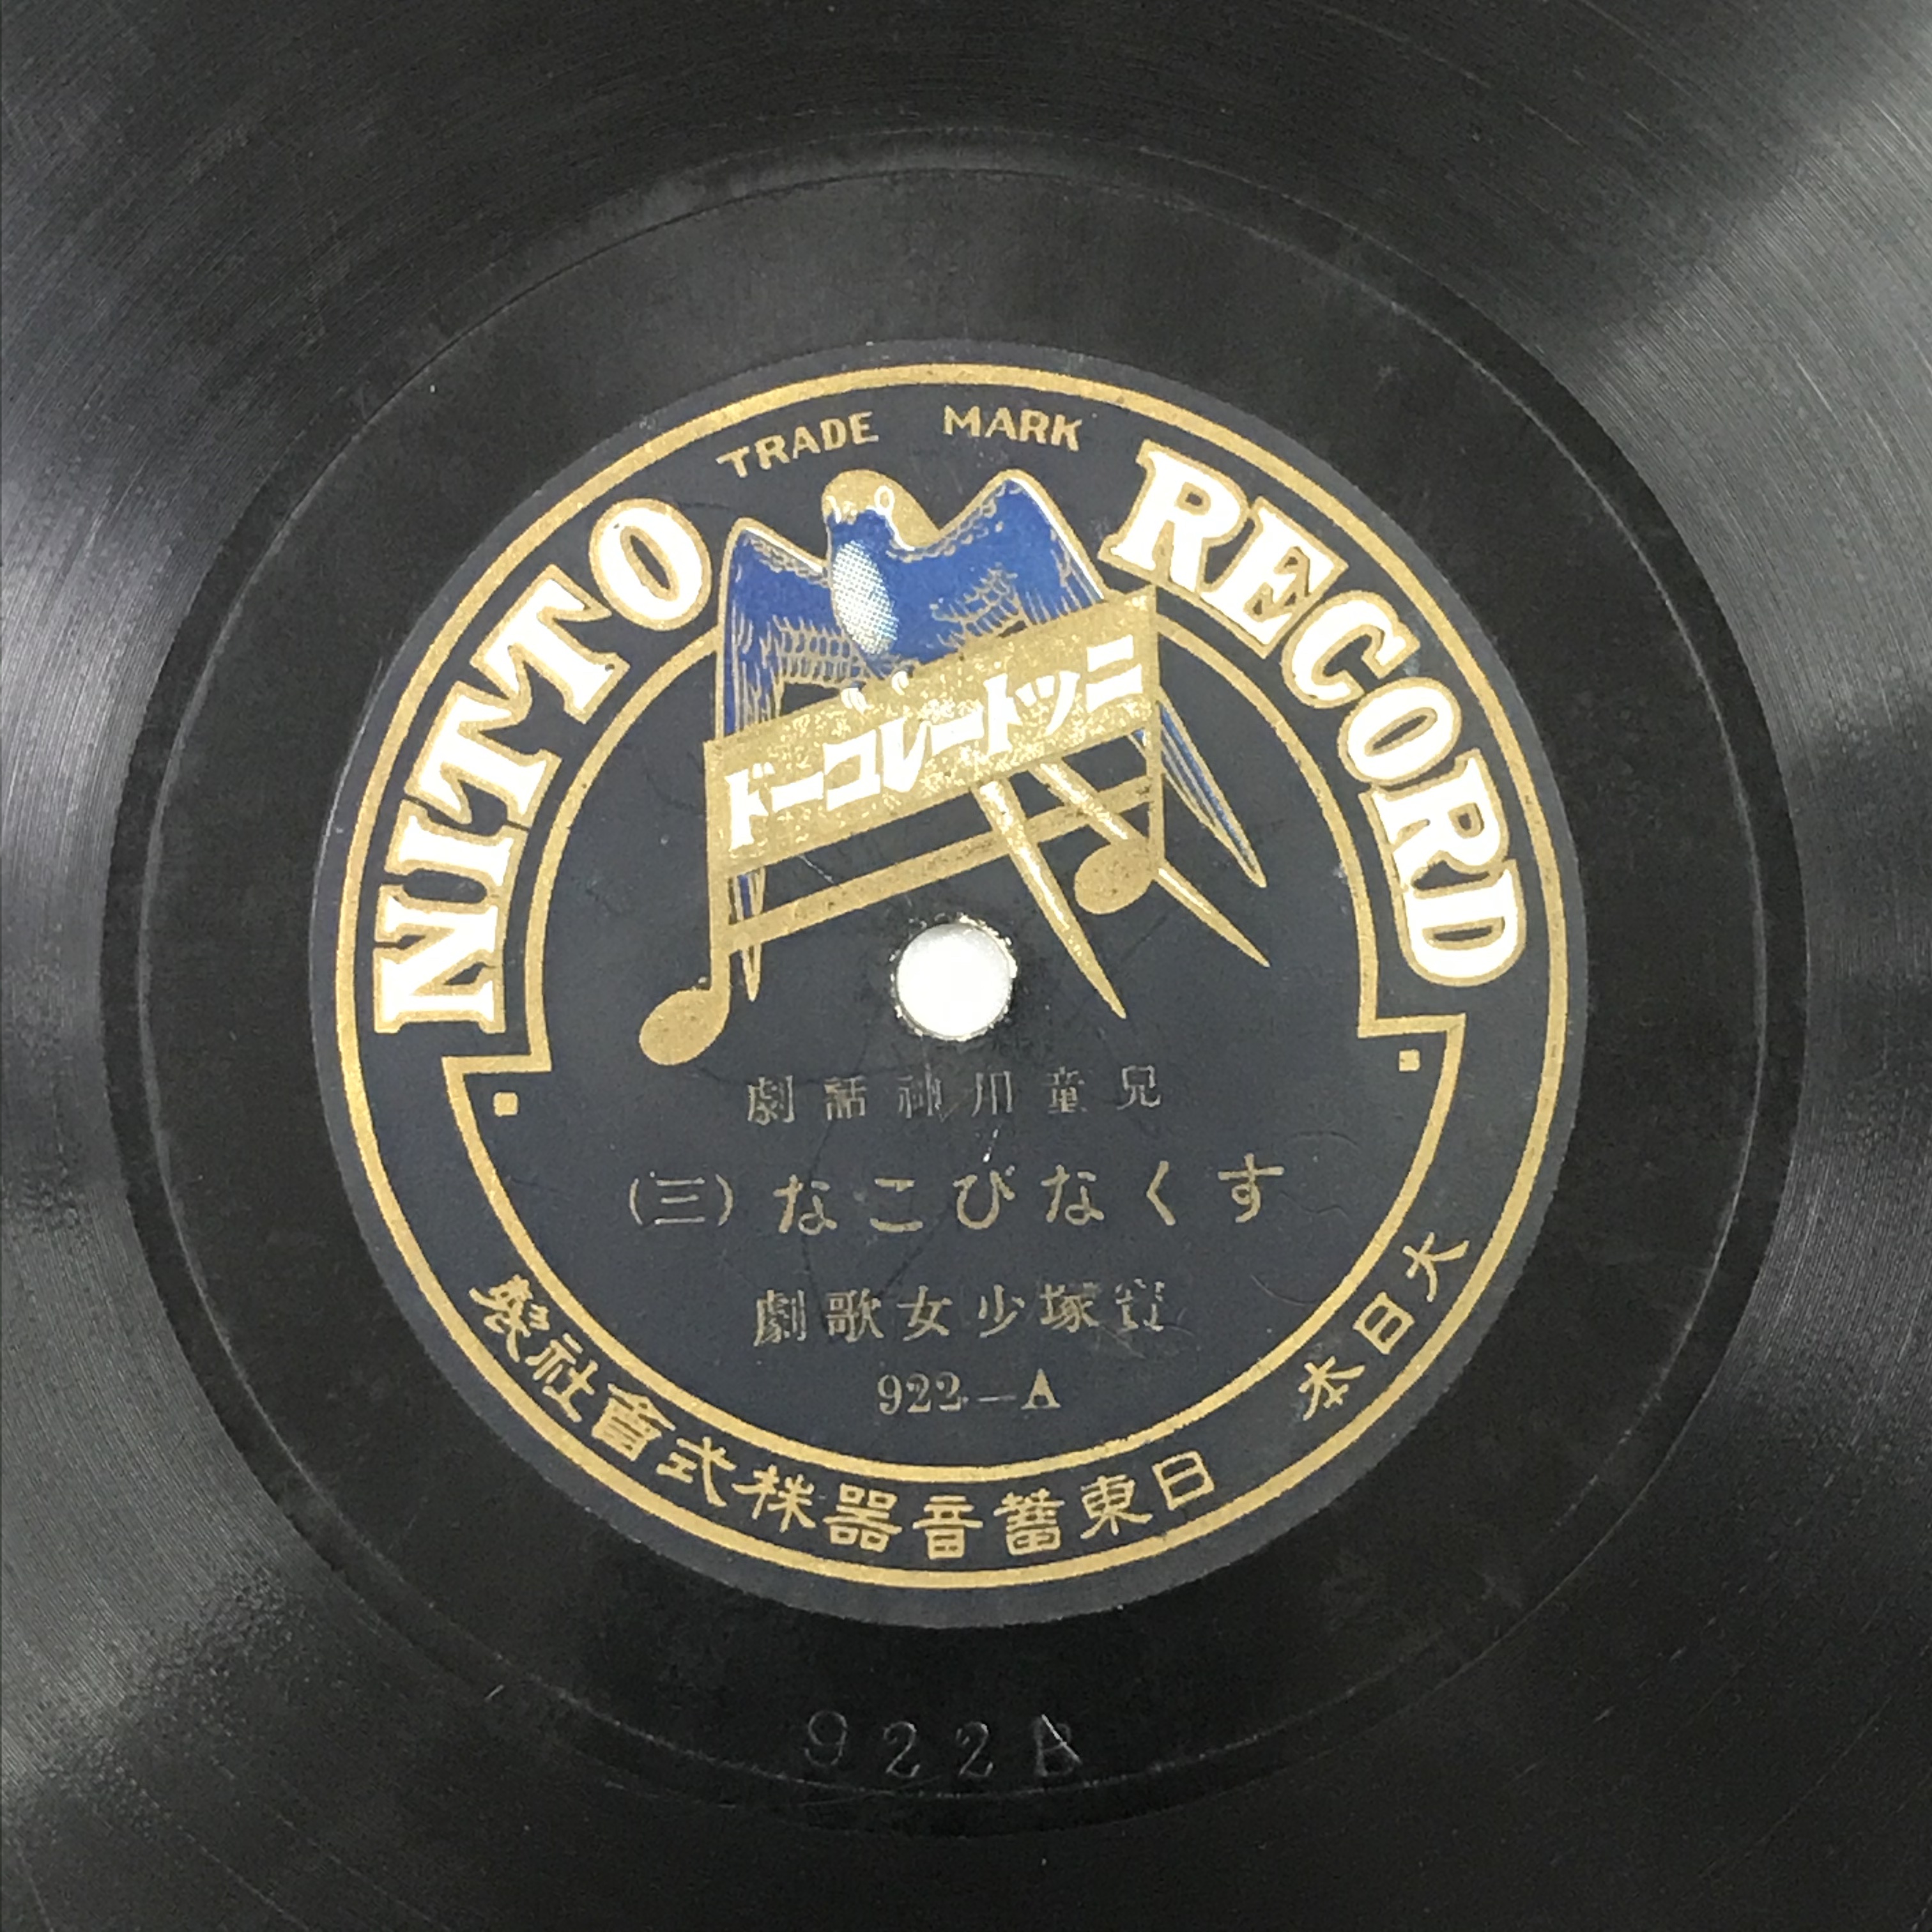 TRADE MARK
NITTO RECORD
ニットーレコード
兒童用神話劇
すくなびこな (三)
寶塚少女歌劇
922-A
大日本 日東蓄音器株式會社製
922